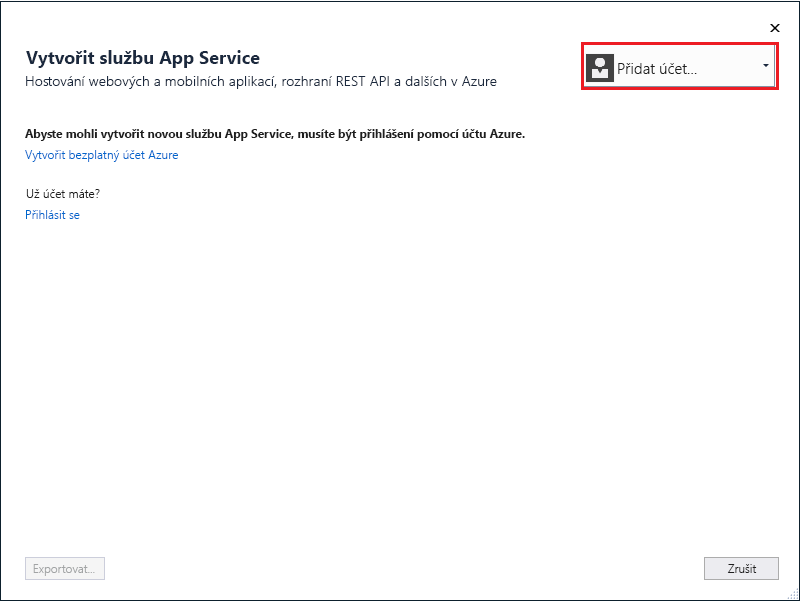 Vytvořit službu App Service
Hostování webových a mobilních aplikací, rozhraní REST API a dalších v Azure
Přidat účet...
Abyste mohli vytvořit novou službu App Service, musíte být přihlášení pomocí účtu Azure.
Vytvořit bezplatný účet Azure
Už účet máte?
Přihlásit se
Exportovat...
Zrušit